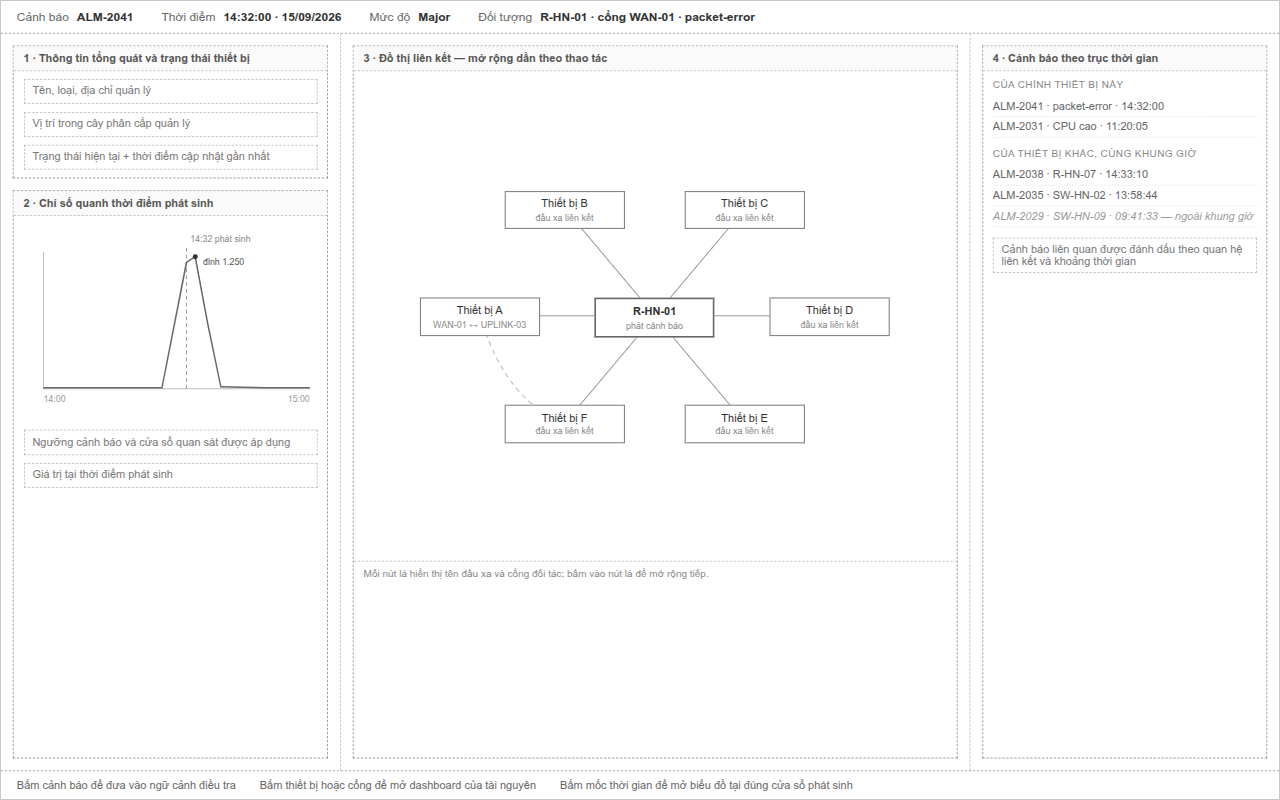 Cảnh báo ALM-2041 Thời điểm 14:32:00 · 15/09/2026 Mức độ Major Đối tượng R-HN-01 · cổng WAN-01 · packet-error
1 · Thông tin tổng quát và trạng thái thiết bị
Tên, loại, địa chỉ quản lý
Vị trí trong cây phân cấp quản lý
Trạng thái hiện tại + thời điểm cập nhật gần nhất
2 · Chỉ số quanh thời điểm phát sinh
14:32 phát sinh
đỉnh 1.250
14:00 15:00
Ngưỡng cảnh báo và cửa sổ quan sát được áp dụng
Giá trị tại thời điểm phát sinh
3 · Đồ thị liên kết — mở rộng dần theo thao tác
Thiết bị B
đầu xa liên kết
Thiết bị C
đầu xa liên kết
Thiết bị A
WAN-01 ↔ UPLINK-03
R-HN-01
phát cảnh báo
Thiết bị D
đầu xa liên kết
Thiết bị F
đầu xa liên kết
Thiết bị E
đầu xa liên kết
Mỗi nút lá hiển thị tên đầu xa và cổng đối tác; bấm vào nút lá để mở rộng tiếp.
4 · Cảnh báo theo trục thời gian
CỦA CHÍNH THIẾT BỊ NÀY
ALM-2041 · packet-error · 14:32:00
ALM-2031 · CPU cao · 11:20:05
CỦA THIẾT BỊ KHÁC, CÙNG KHUNG GIỜ
ALM-2038 · R-HN-07 · 14:33:10
ALM-2035 · SW-HN-02 · 13:58:44
ALM-2029 · SW-HN-09 · 09:41:33 — ngoài khung giờ
Cảnh báo liên quan được đánh dấu theo quan hệ
liên kết và khoảng thời gian
Bấm cảnh báo để đưa vào ngữ cảnh điều tra Bấm thiết bị hoặc cổng để mở dashboard của tài nguyên Bấm mốc thời gian để mở biểu đồ tại đúng cửa sổ phát sinh